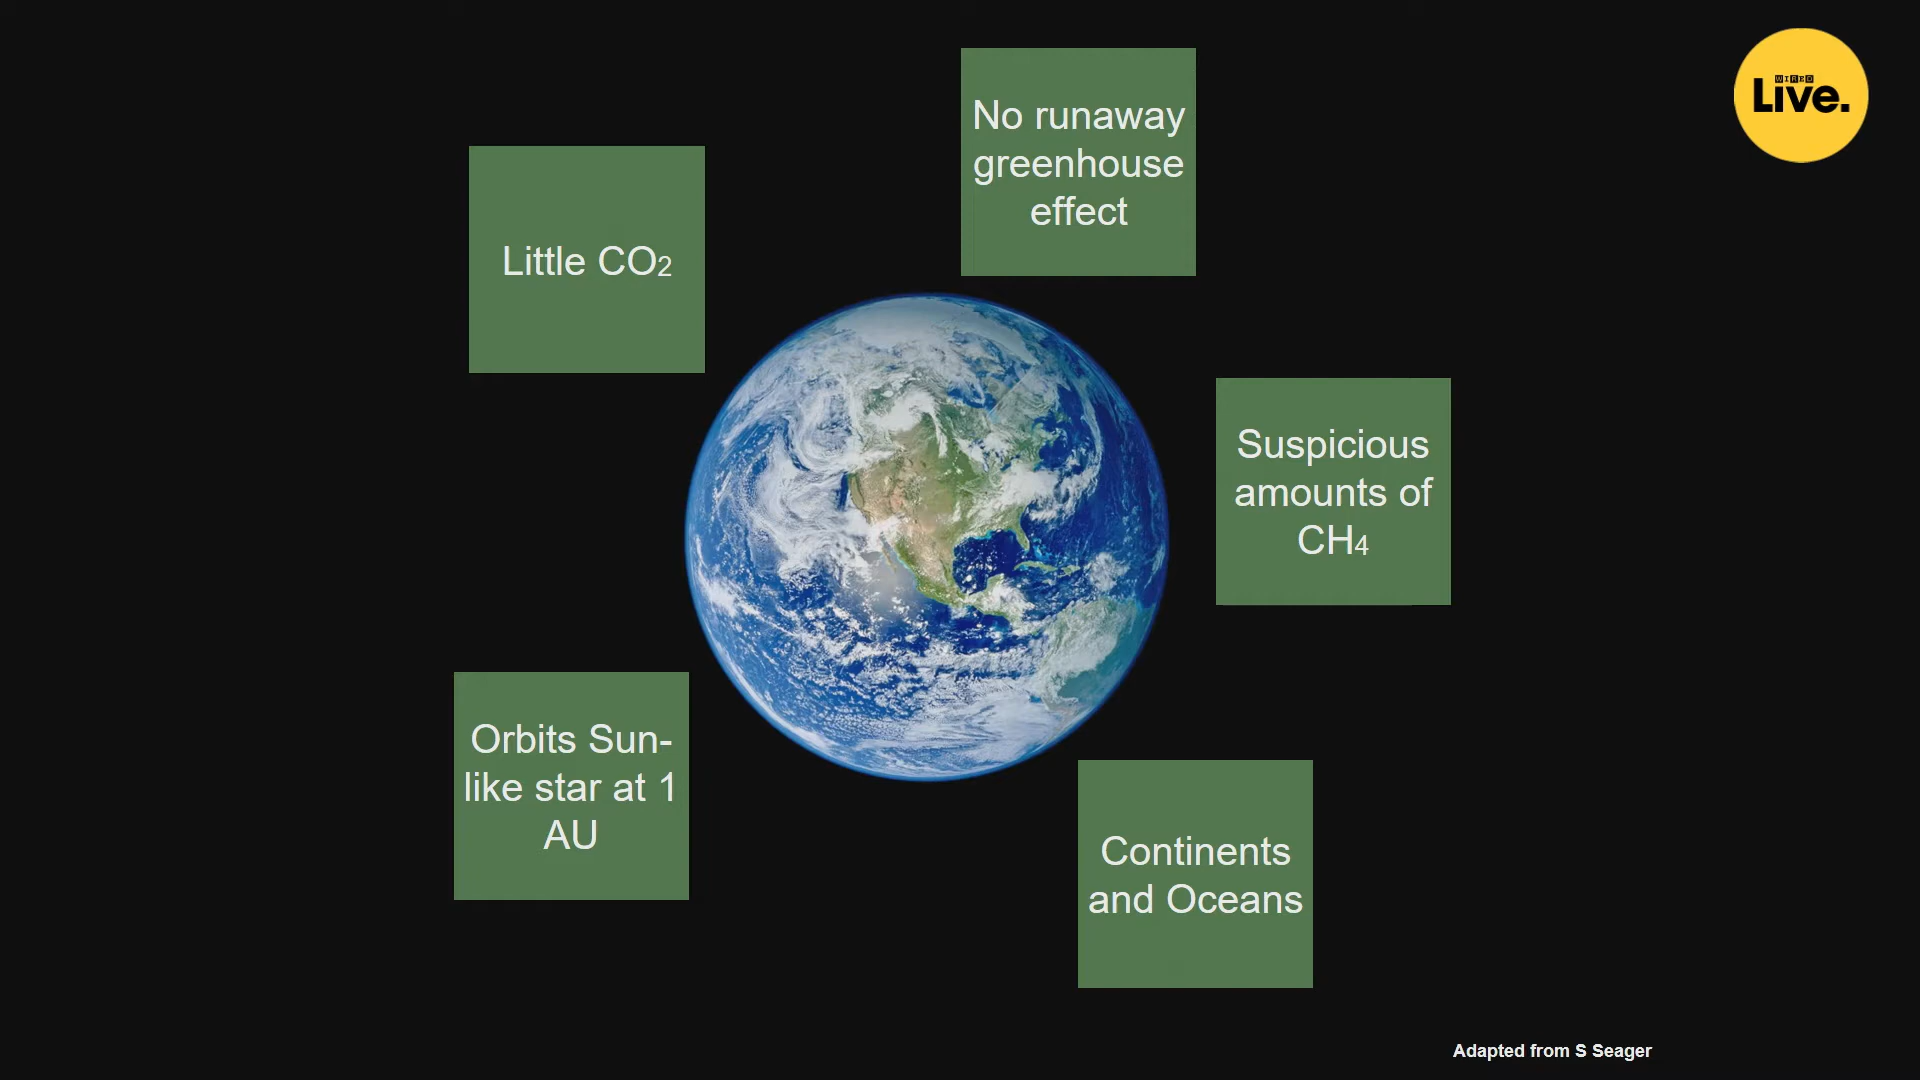 No runaway
greenhouse
effect
WIRED
Live.
Little CO₂
Suspicious
amounts of
CH₄
Orbits Sun-
like star at 1
AU
Continents
and Oceans
Adapted from S Seager